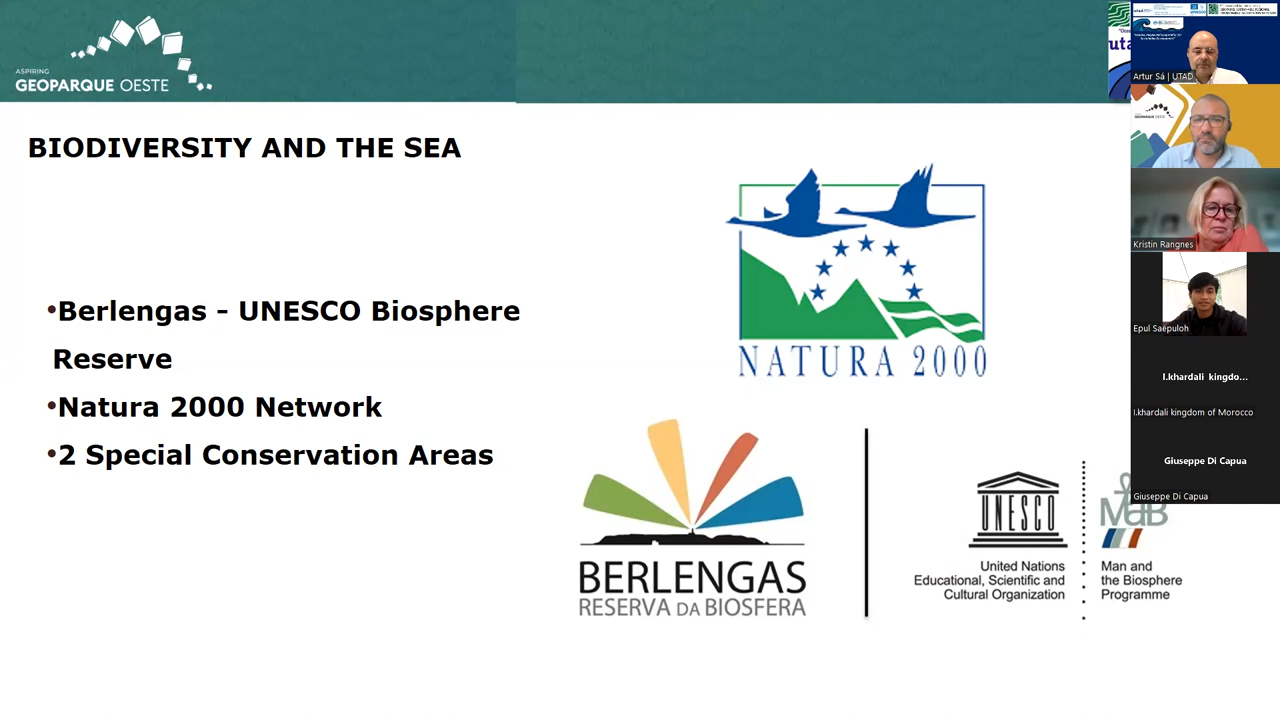 ASPIRING
GEOPARQUE OESTE
BIODIVERSITY AND THE SEA
•Berlengas - UNESCO Biosphere
Reserve
•Natura 2000 Network
•2 Special Conservation Areas
NATURA 2000
BERLENGAS
RESERVA DA BIOSFERA
UNESCO
United Nations
Educational, Scientific and
Cultural Organization
MaB
Man and
the Biosphere
Programme
uta
Artur Sá | UTAD
GEOPARQUE OESTE
Kristin Rangnes
Epul Saepuloh
I.khardali kingdo...
I.khardali kingdom of Morocco
Giuseppe Di Capua
Giuseppe Di Capua